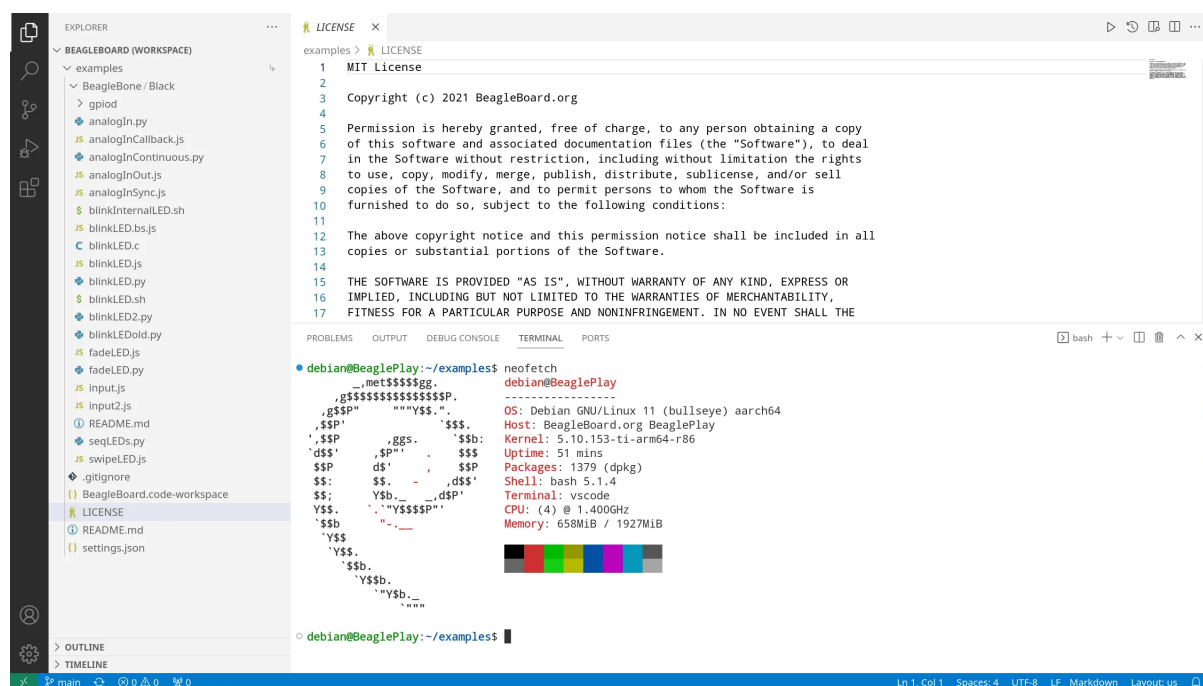 EXPLORER
BEAGLEBOARD (WORKSPACE)
examples
BeagleBone / Black
gpiod
analogIn.py
JS analogInCallback.js
analogInContinuous.py
JS analogInOut.js
JS analogInSync.js
$ blinkInternalLED.sh
JS blinkLED.bs.js
C blinkLED.c
JS blinkLED.js
blinkLED.py
$ blinkLED.sh
blinkLED2.py
blinkLEDold.py
JS fadeLED.js
fadeLED.py
JS input.js
JS input2.js
README.md
seqLEDs.py
JS swipeLED.js
.gitignore
{} BeagleBoard.code-workspace
LICENSE
README.md
{} settings.json
OUTLINE
TIMELINE
LICENSE
examples > LICENSE
1 MIT License
2
3 Copyright (c) 2021 BeagleBoard.org
4
5 Permission is hereby granted, free of charge, to any person obtaining a copy
6 of this software and associated documentation files (the "Software"), to deal
7 in the Software without restriction, including without limitation the rights
8 to use, copy, modify, merge, publish, distribute, sublicense, and/or sell
9 copies of the Software, and to permit persons to whom the Software is
10 furnished to do so, subject to the following conditions:
11
12 The above copyright notice and this permission notice shall be included in all
13 copies or substantial portions of the Software.
14
15 THE SOFTWARE IS PROVIDED "AS IS", WITHOUT WARRANTY OF ANY KIND, EXPRESS OR
16 IMPLIED, INCLUDING BUT NOT LIMITED TO THE WARRANTIES OF MERCHANTABILITY,
17 FITNESS FOR A PARTICULAR PURPOSE AND NONINFRINGEMENT. IN NO EVENT SHALL THE
PROBLEMS OUTPUT DEBUG CONSOLE TERMINAL PORTS
bash
debian@BeaglePlay:~/examples$ neofetch
_,met$$$$$gg. debian@BeaglePlay
,g$$$$$$$$$$$$$$$P. -----------------
,g$$P" """Y$$.". OS: Debian GNU/Linux 11 (bullseye) aarch64
,$$P' `$$$. Host: BeagleBoard.org BeaglePlay
',$$P ,ggs. `$$b: Kernel: 5.10.153-ti-arm64-r86
`d$$' ,$P"' . $$$ Uptime: 51 mins
$$P d$' , $$P Packages: 1379 (dpkg)
$$: $$. - ,d$$' Shell: bash 5.1.4
$$; Y$b._ _,d$P' Terminal: vscode
Y$$. `.`"Y$$$$P"' CPU: (4) @ 1.400GHz
`$$b "-.__ Memory: 658MiB / 1927MiB
`Y$$
`Y$$.
`$$b.
`Y$$b.
`"Y$b._
`"""
debian@BeaglePlay:~/examples$
main 0 0 0 Ln 1, Col 1 Spaces: 4 UTF-8 LF Markdown Layout: us